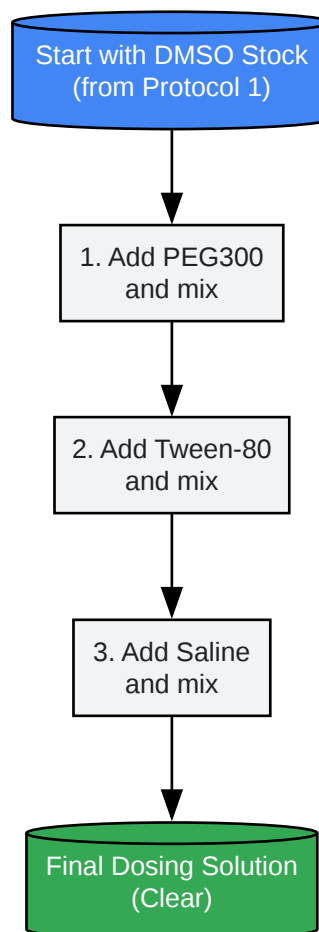 Start with DMSO Stock
(from Protocol 1)
1. Add PEG300
and mix
2. Add Tween-80
and mix
3. Add Saline
and mix
Final Dosing Solution
(Clear)